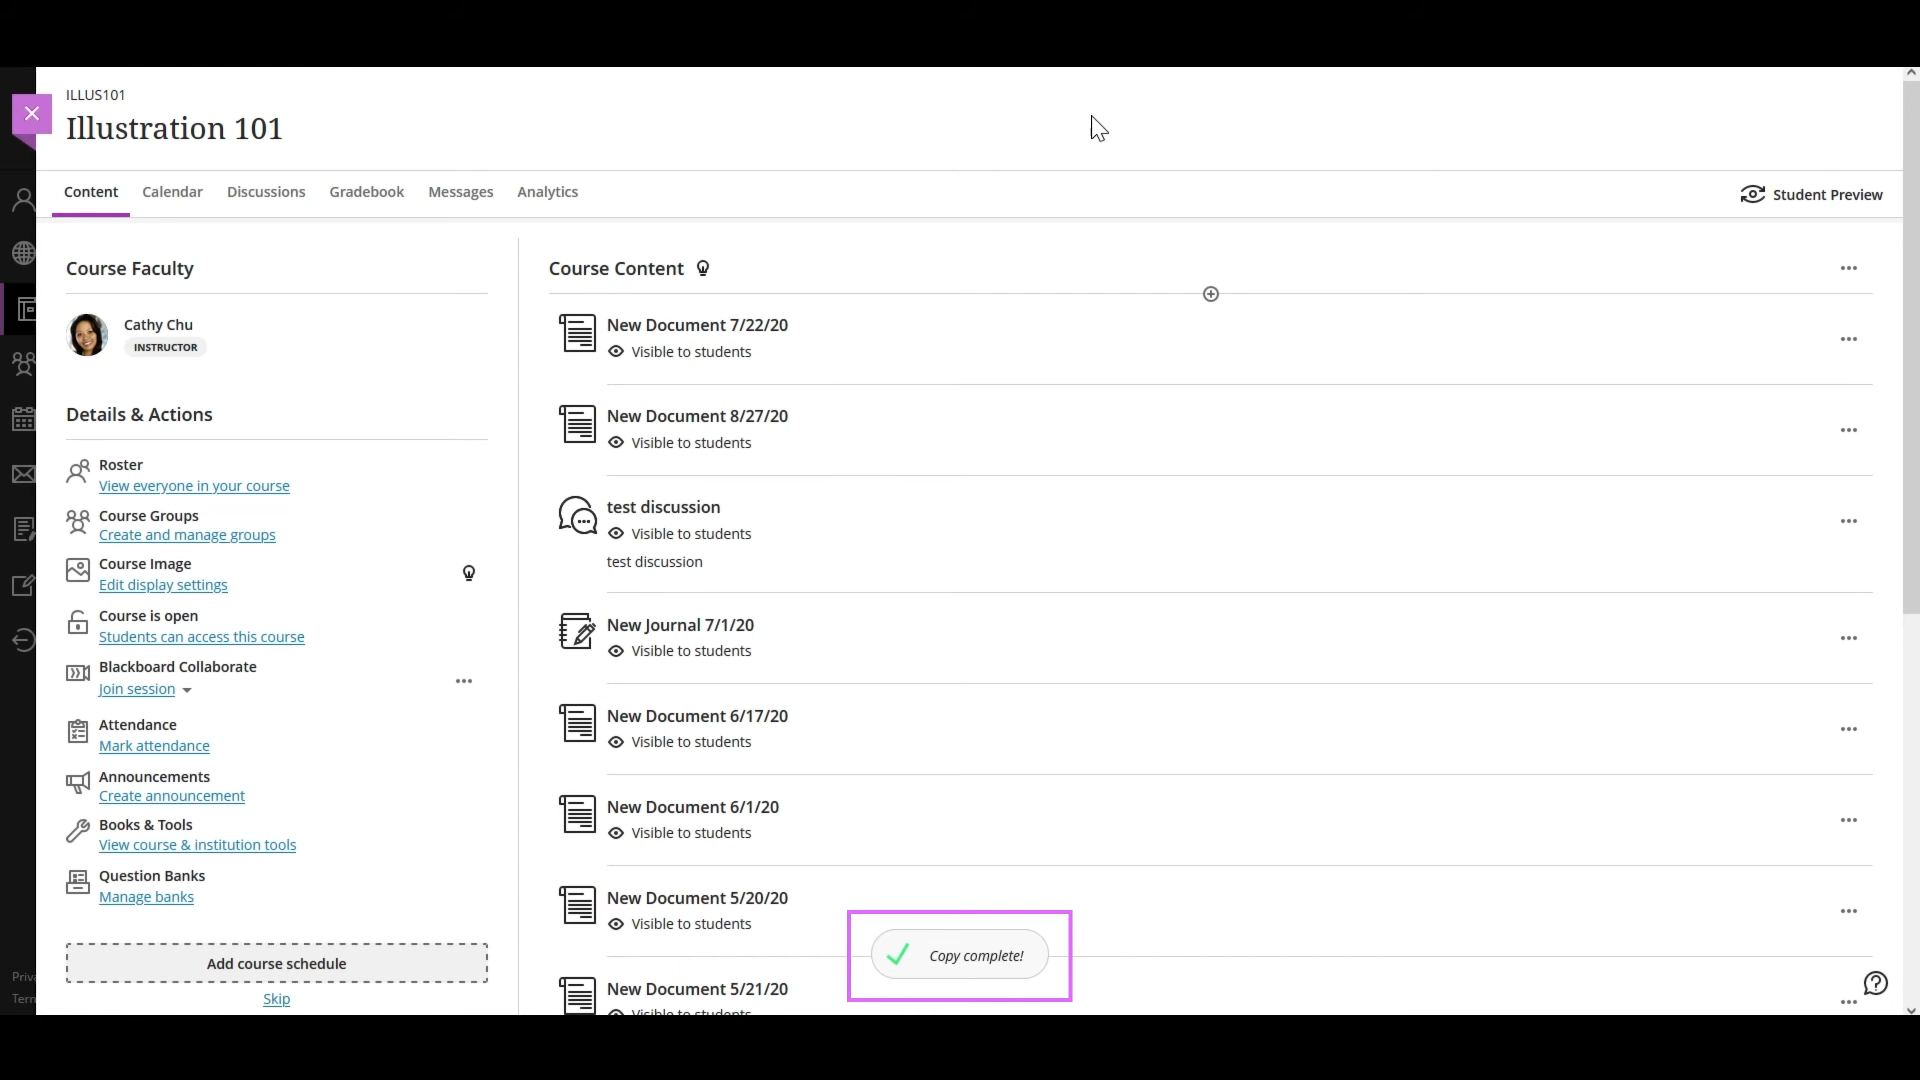 ILLUS101
Illustration 101
Content Calendar Discussions Gradebook Messages Analytics
Student Preview
Course Faculty
Cathy Chu
INSTRUCTOR
Details & Actions
Roster
View everyone in your course
Course Groups
Create and manage groups
Course Image
Edit display settings
Course is open
Students can access this course
Blackboard Collaborate
Join session
Attendance
Mark attendance
Announcements
Create announcement
Books & Tools
View course & institution tools
Question Banks
Manage banks
Add course schedule
Skip
Priva
Term
Course Content
New Document 7/22/20
Visible to students
New Document 8/27/20
Visible to students
test discussion
Visible to students
test discussion
New Journal 7/1/20
Visible to students
New Document 6/17/20
Visible to students
New Document 6/1/20
Visible to students
New Document 5/20/20
Visible to students
Copy complete!
New Document 5/21/20
Visible to students